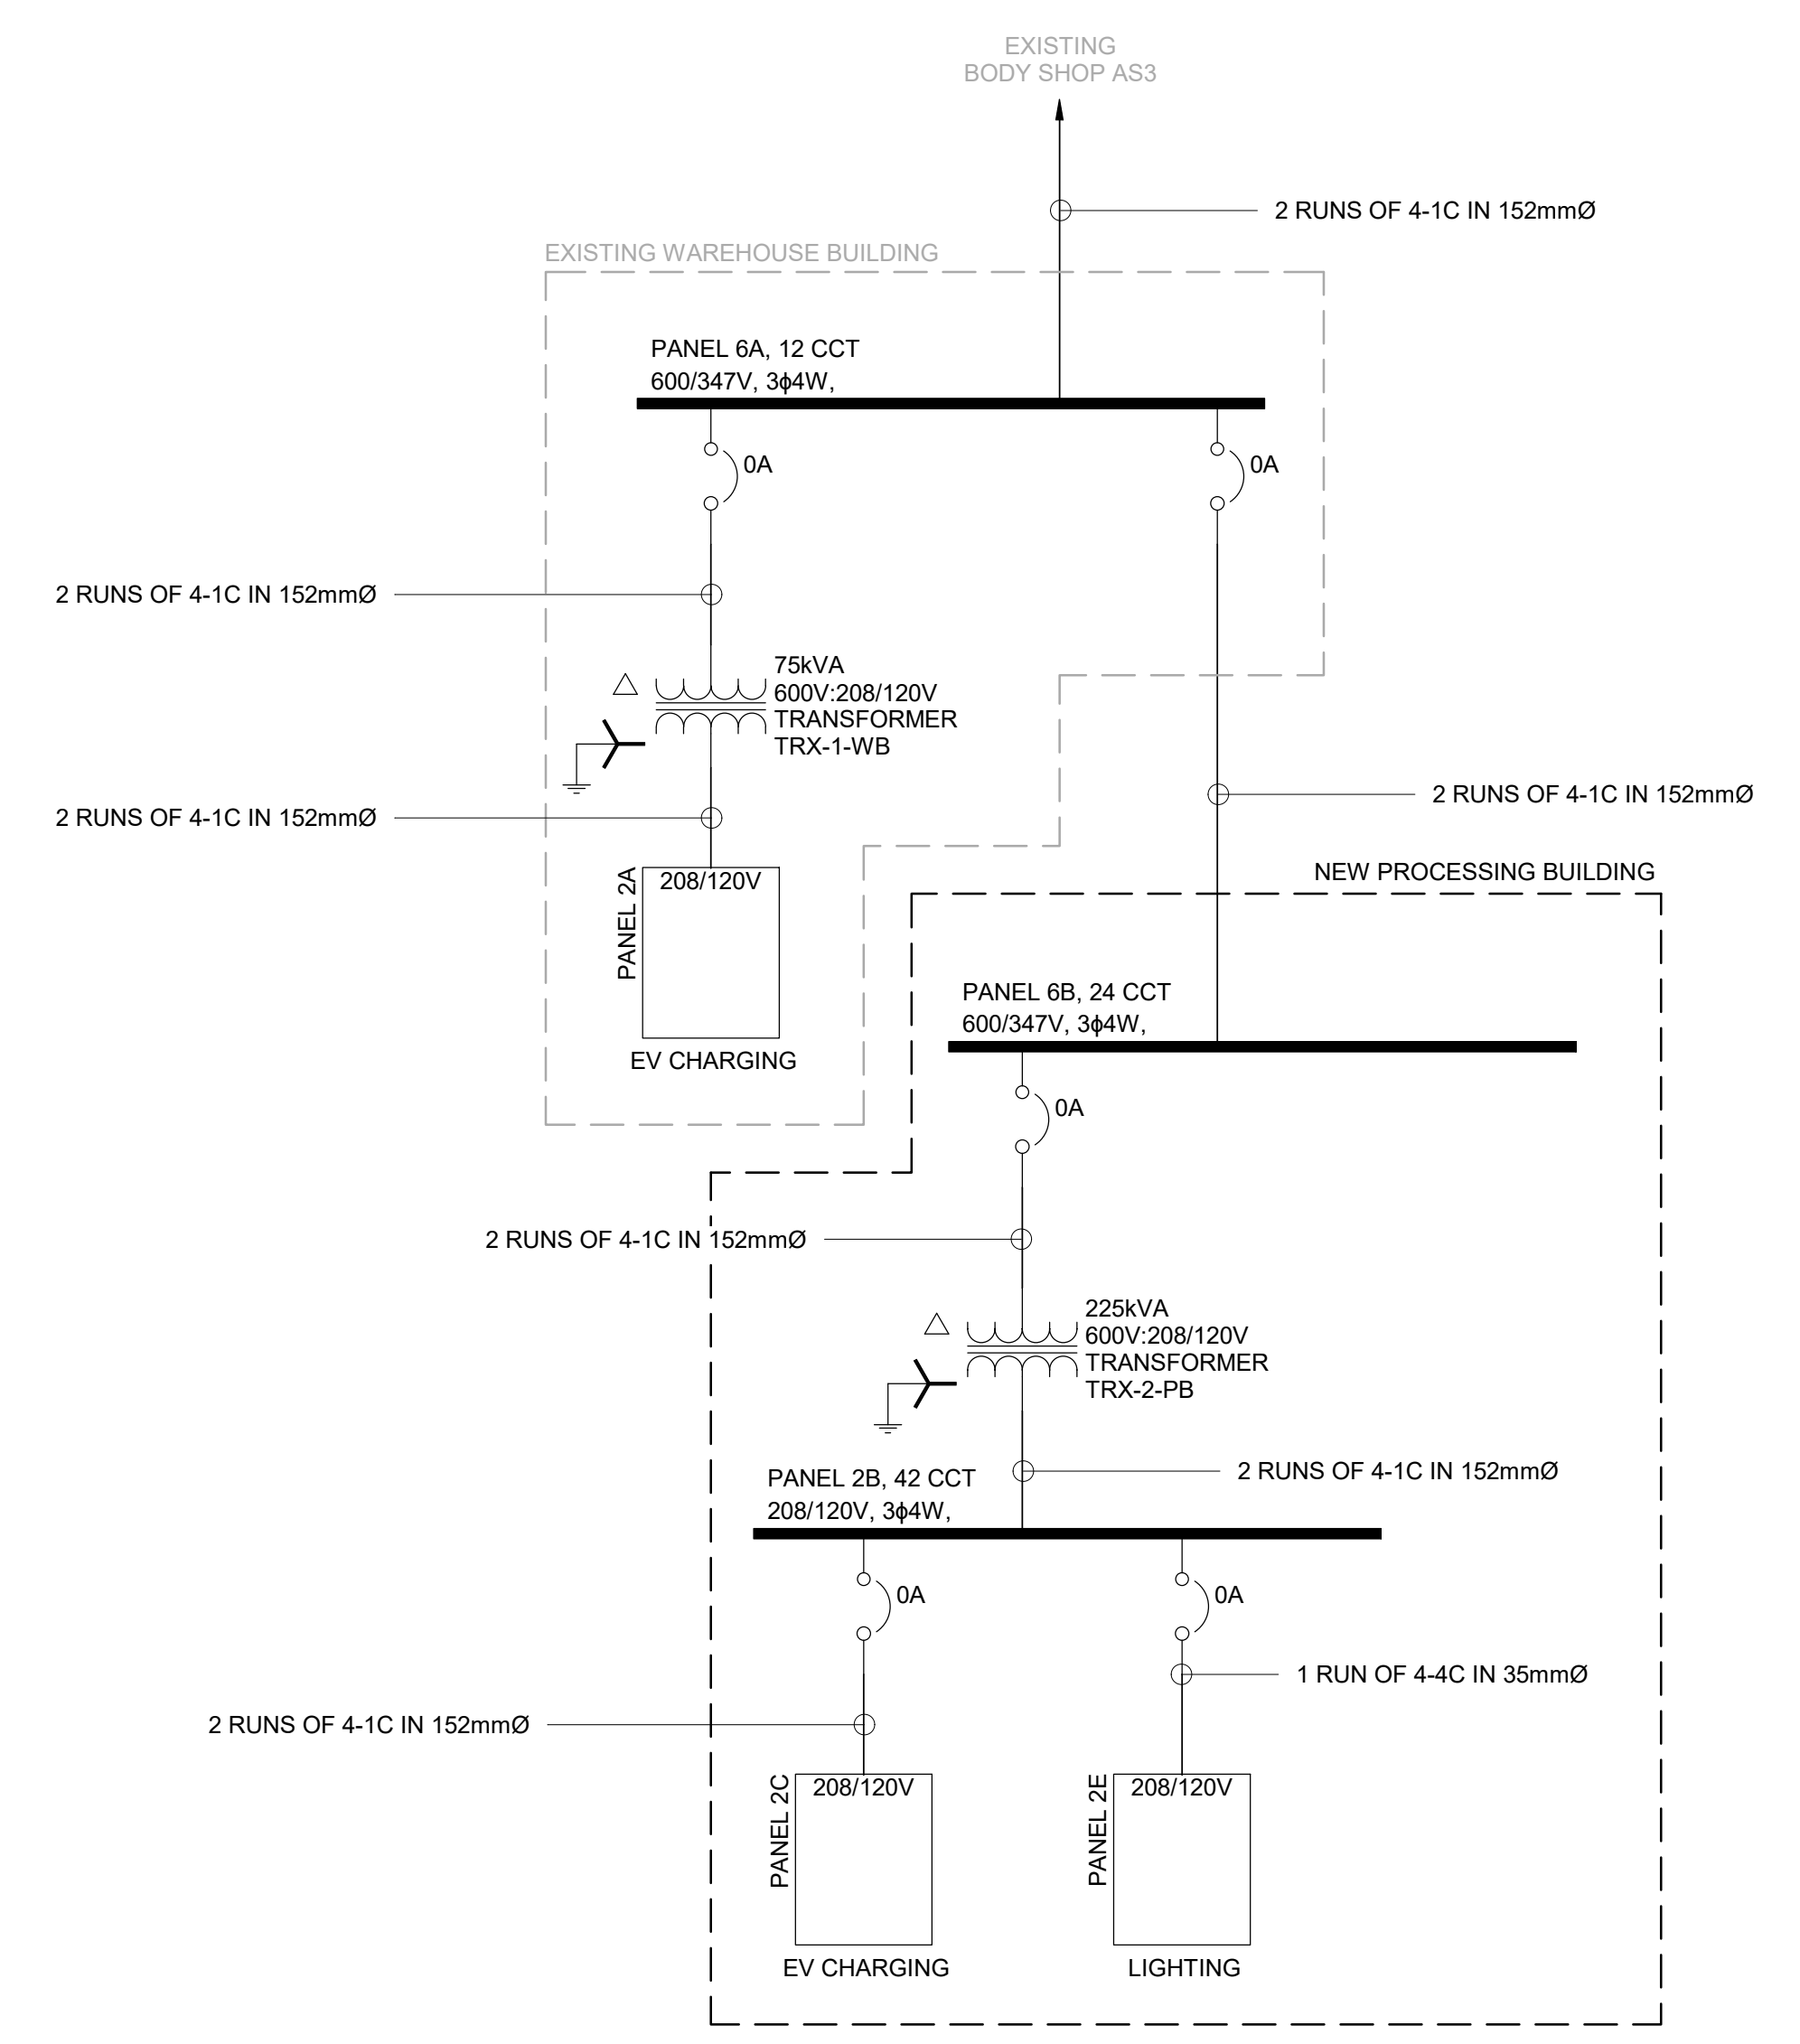 EXISTING
BODY SHOP AS3
2 RUNS OF 4-1C IN 152mmØ
EXISTING WAREHOUSE BUILDING
PANEL 6A, 12 CCT
600/347V, 3ϕ4W,
0A
0A
2 RUNS OF 4-1C IN 152mmØ
75kVA
600V:208/120V
TRANSFORMER
TRX-1-WB
2 RUNS OF 4-1C IN 152mmØ
2 RUNS OF 4-1C IN 152mmØ
PANEL 2A
208/120V
EV CHARGING
NEW PROCESSING BUILDING
PANEL 6B, 24 CCT
600/347V, 3ϕ4W,
0A
2 RUNS OF 4-1C IN 152mmØ
225kVA
600V:208/120V
TRANSFORMER
TRX-2-PB
2 RUNS OF 4-1C IN 152mmØ
PANEL 2B, 42 CCT
208/120V, 3ϕ4W,
0A
0A
1 RUN OF 4-4C IN 35mmØ
2 RUNS OF 4-1C IN 152mmØ
PANEL 2C
208/120V
EV CHARGING
PANEL 2E
208/120V
LIGHTING